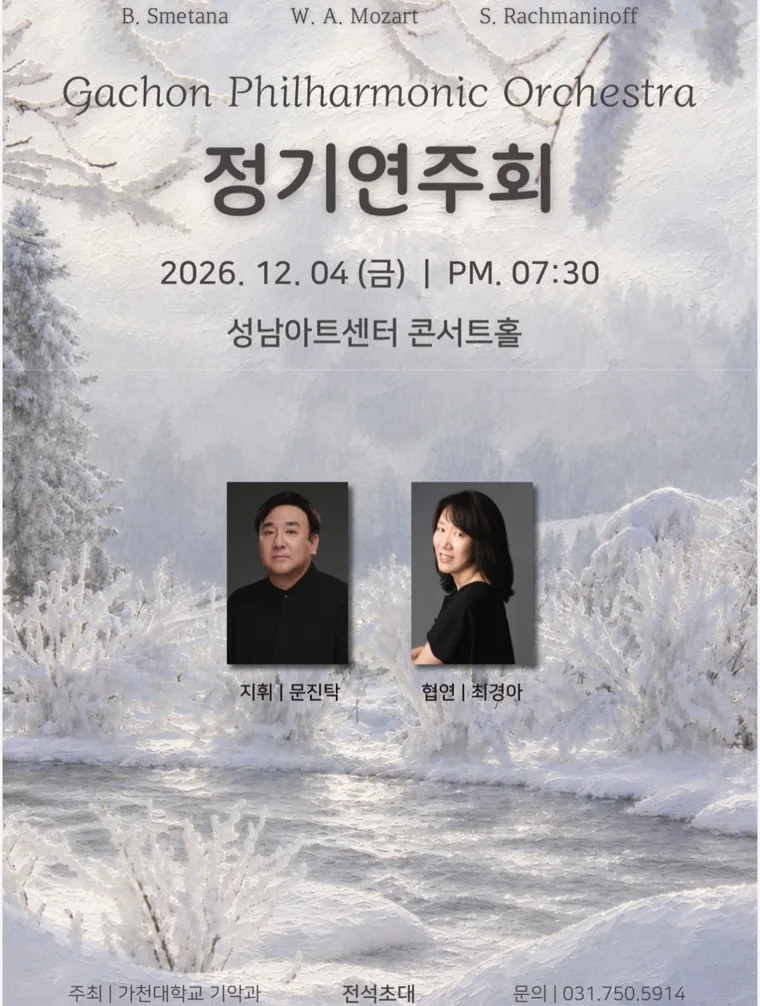 B. Smetana W. A. Mozart S. Rachmaninoff
Gachon Philharmonic Orchestra
정기연주회
2026. 12. 04 (금) | PM. 07:30
성남아트센터 콘서트홀
지휘 | 문진탁 협연 | 최경아
주최 | 가천대학교 기악과 전석초대 문의 | 031.750.5914